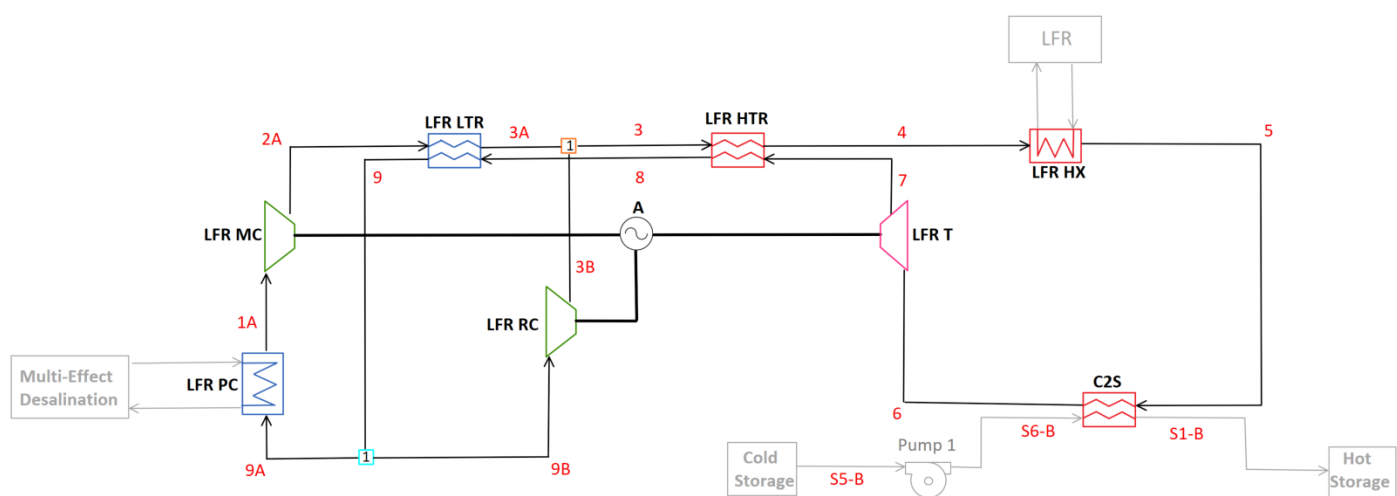 LFR
LFR LTR
LFR HTR
2A
3A
1
3
4
5
9
8
7
LFR HX
A
LFR MC
LFR T
3B
1A
LFR RC
Multi-Effect
Desalination
LFR PC
C2S
6
S6-B
S1-B
Pump 1
9A
1
9B
Cold
Storage
S5-B
Hot
Storage